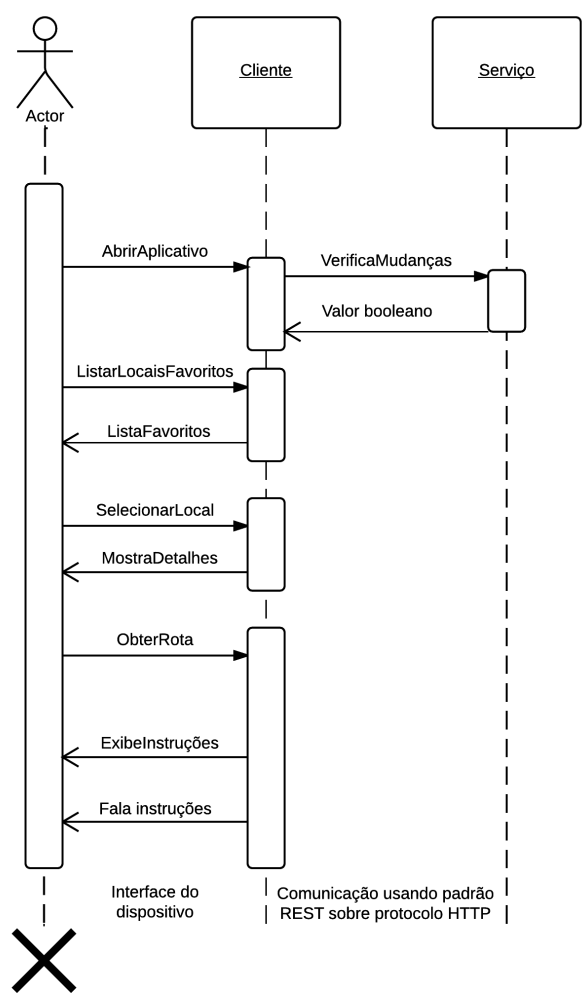 Cliente
Serviço
Actor
AbrirAplicativo
VerificaMudanças
Valor booleano
ListarLocaisFavoritos
ListaFavoritos
SelecionarLocal
MostraDetalhes
ObterRota
ExibeInstruções
Fala instruções
Interface do
dispositivo
Comunicação usando padrão
REST sobre protocolo HTTP